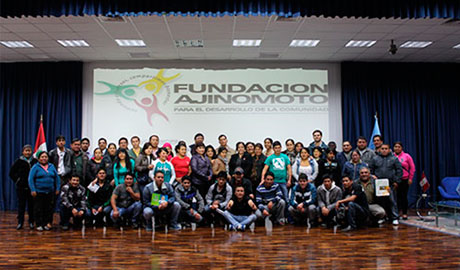 FUNDACION
AJINOMOTO
PARA EL DESARROLLO DE LA COMUNIDAD